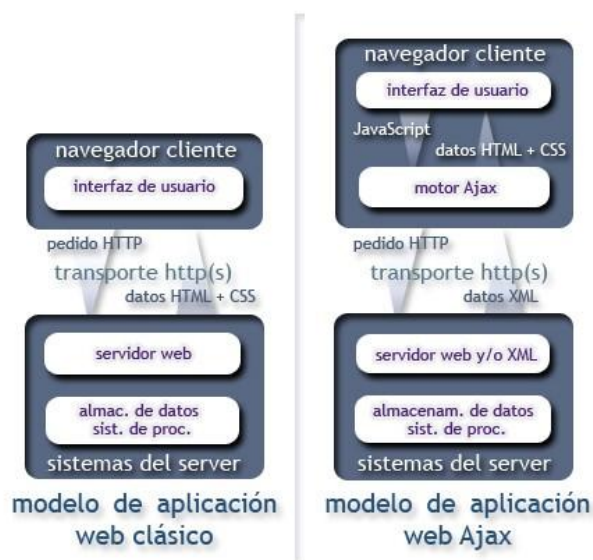 navegador cliente
interfaz de usuario
pedido HTTP
transporte http(s)
datos HTML + CSS
servidor web
almac. de datos
sist. de proc.
sistemas del server
modelo de aplicación
web clásico
navegador cliente
interfaz de usuario
JavaScript
datos HTML + CSS
motor Ajax
pedido HTTP
transporte http(s)
datos XML
servidor web y/o XML
almacenam. de datos
sist. de proc.
sistemas del server
modelo de aplicación
web Ajax